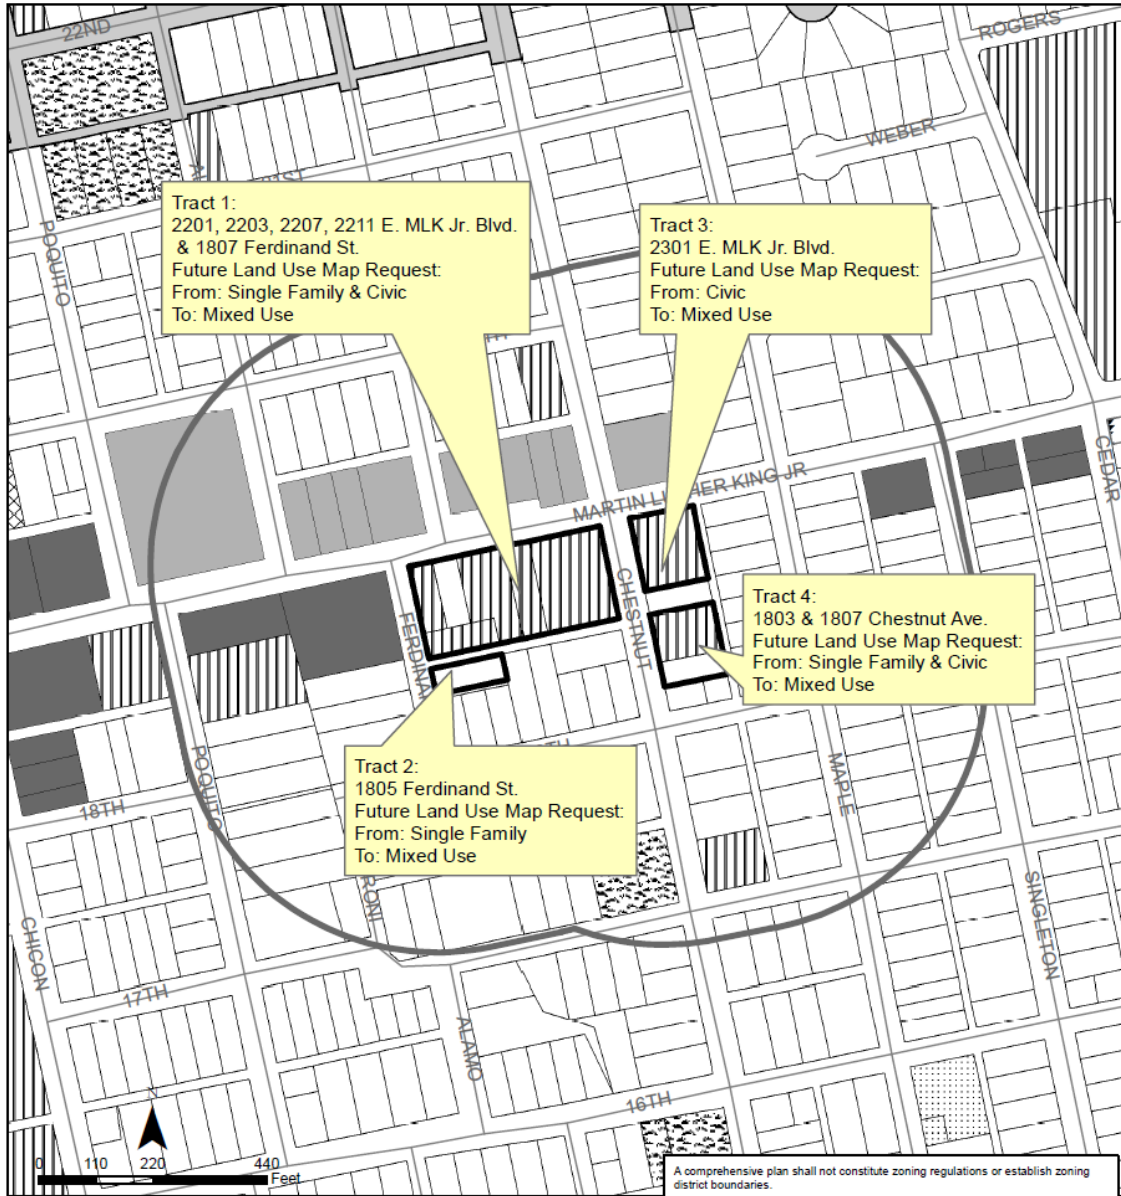 22ND
ROGERS
WEBER
POQUITO
Tract 1:
2201, 2203, 2207, 2211 E. MLK Jr. Blvd.
& 1807 Ferdinand St.
Future Land Use Map Request:
From: Single Family & Civic
To: Mixed Use
Tract 3:
2301 E. MLK Jr. Blvd.
Future Land Use Map Request:
From: Civic
To: Mixed Use
CEDAR
MARTIN LUTHER KING JR
CHESTNUT
Tract 4:
1803 & 1807 Chestnut Ave.
Future Land Use Map Request:
From: Single Family & Civic
To: Mixed Use
POQUITO
MAPLE
18TH
Tract 2:
1805 Ferdinand St.
Future Land Use Map Request:
From: Single Family
To: Mixed Use
SINGLETON
CHICON
17TH
ALAMO
16TH
N
0 110 220 440
Feet
A comprehensive plan shall not constitute zoning regulations or establish zoning
district boundaries.